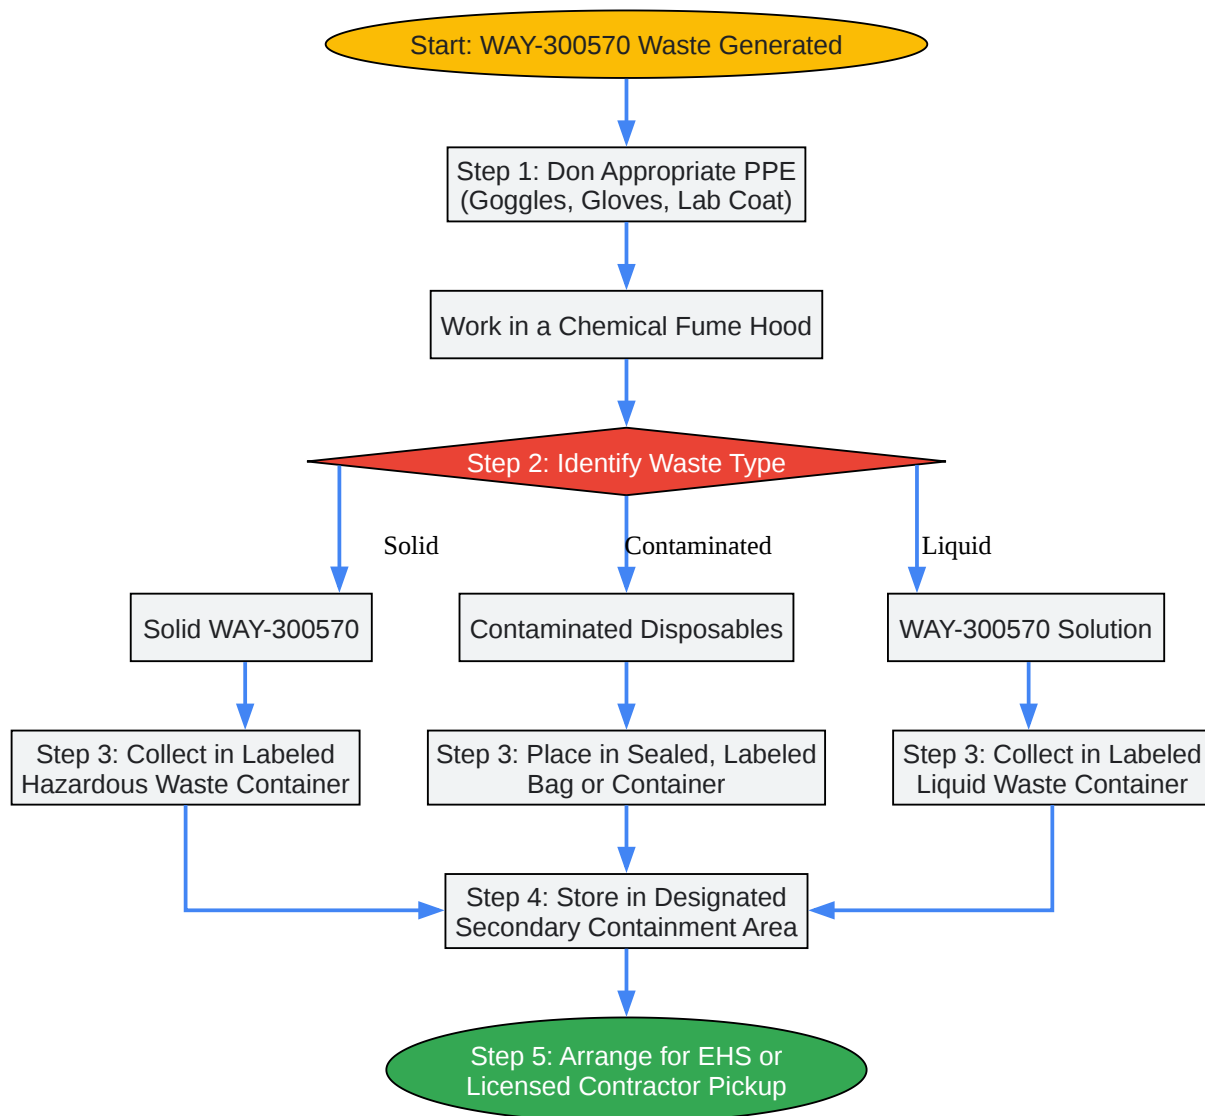 Start: WAY-300570 Waste Generated
Step 1: Don Appropriate PPE
(Goggles, Gloves, Lab Coat)
Work in a Chemical Fume Hood
Step 2: Identify Waste Type
Solid
Contaminated
Liquid
Solid WAY-300570
Contaminated Disposables
WAY-300570 Solution
Step 3: Collect in Labeled
Hazardous Waste Container
Step 3: Place in Sealed, Labeled
Bag or Container
Step 3: Collect in Labeled
Liquid Waste Container
Step 4: Store in Designated
Secondary Containment Area
Step 5: Arrange for EHS or
Licensed Contractor Pickup